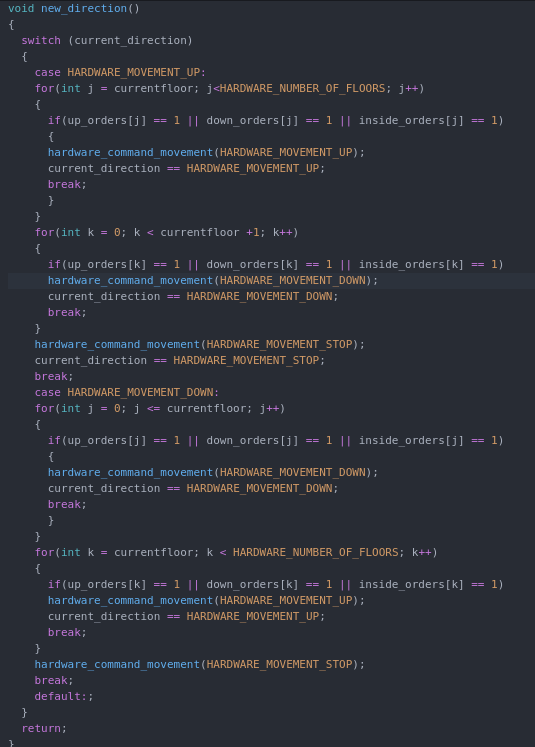 void new_direction()
{
  switch (current_direction)
  {
    case HARDWARE_MOVEMENT_UP:
    for(int j = currentfloor; j<HARDWARE_NUMBER_OF_FLOORS; j++)
    {
      if(up_orders[j] == 1 || down_orders[j] == 1 || inside_orders[j] == 1)
      {
      hardware_command_movement(HARDWARE_MOVEMENT_UP);
      current_direction == HARDWARE_MOVEMENT_UP;
      break;
      }
    }
    for(int k = 0; k < currentfloor +1; k++)
    {
      if(up_orders[k] == 1 || down_orders[k] == 1 || inside_orders[k] == 1)
      hardware_command_movement(HARDWARE_MOVEMENT_DOWN);
      current_direction == HARDWARE_MOVEMENT_DOWN;
      break;
    }
    hardware_command_movement(HARDWARE_MOVEMENT_STOP);
    current_direction == HARDWARE_MOVEMENT_STOP;
    break;
    case HARDWARE_MOVEMENT_DOWN:
    for(int j = 0; j <= currentfloor; j++)
    {
      if(up_orders[j] == 1 || down_orders[j] == 1 || inside_orders[j] == 1)
      {
      hardware_command_movement(HARDWARE_MOVEMENT_DOWN);
      current_direction == HARDWARE_MOVEMENT_DOWN;
      break;
      }
    }
    for(int k = currentfloor; k < HARDWARE_NUMBER_OF_FLOORS; k++)
    {
      if(up_orders[k] == 1 || down_orders[k] == 1 || inside_orders[k] == 1)
      hardware_command_movement(HARDWARE_MOVEMENT_UP);
      current_direction == HARDWARE_MOVEMENT_UP;
      break;
    }
    hardware_command_movement(HARDWARE_MOVEMENT_STOP);
    break;
    default:;
  }
  return;
}